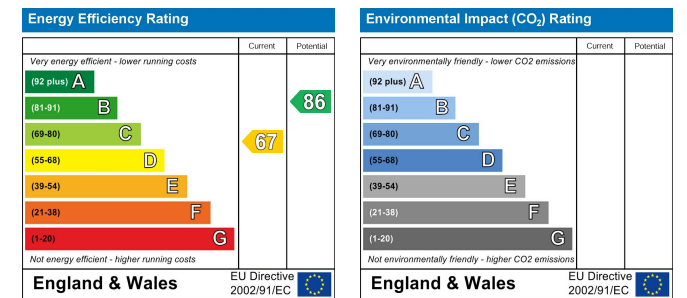 Energy Efficiency Rating
Current Potential
Very energy efficient - lower running costs
(92 plus) A
(81-91) B
(69-80) C
(55-68) D
(39-54) E
(21-38) F
(1-20) G
67
86
Not energy efficient - higher running costs
England & Wales
EU Directive
2002/91/EC
Environmental Impact (CO2) Rating
Current Potential
Very environmentally friendly - lower CO2 emissions
(92 plus) A
(81-91) B
(69-80) C
(55-68) D
(39-54) E
(21-38) F
(1-20) G
Not environmentally friendly - higher CO2 emissions
England & Wales
EU Directive
2002/91/EC